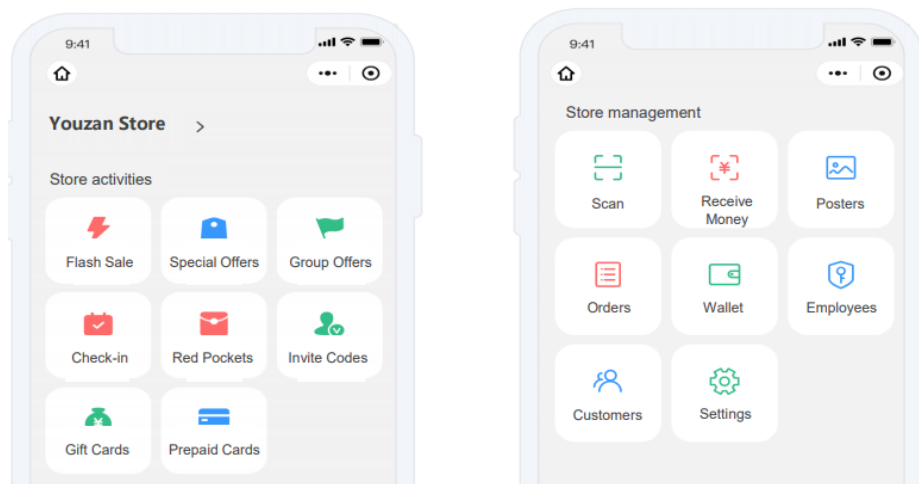 9:41
Youzan Store >
Store activities
Flash Sale
Special Offers
Group Offers
Check-in
Red Pockets
Invite Codes
Gift Cards
Prepaid Cards
9:41
Store management
Scan
Receive
Money
Posters
Orders
Wallet
Employees
Customers
Settings